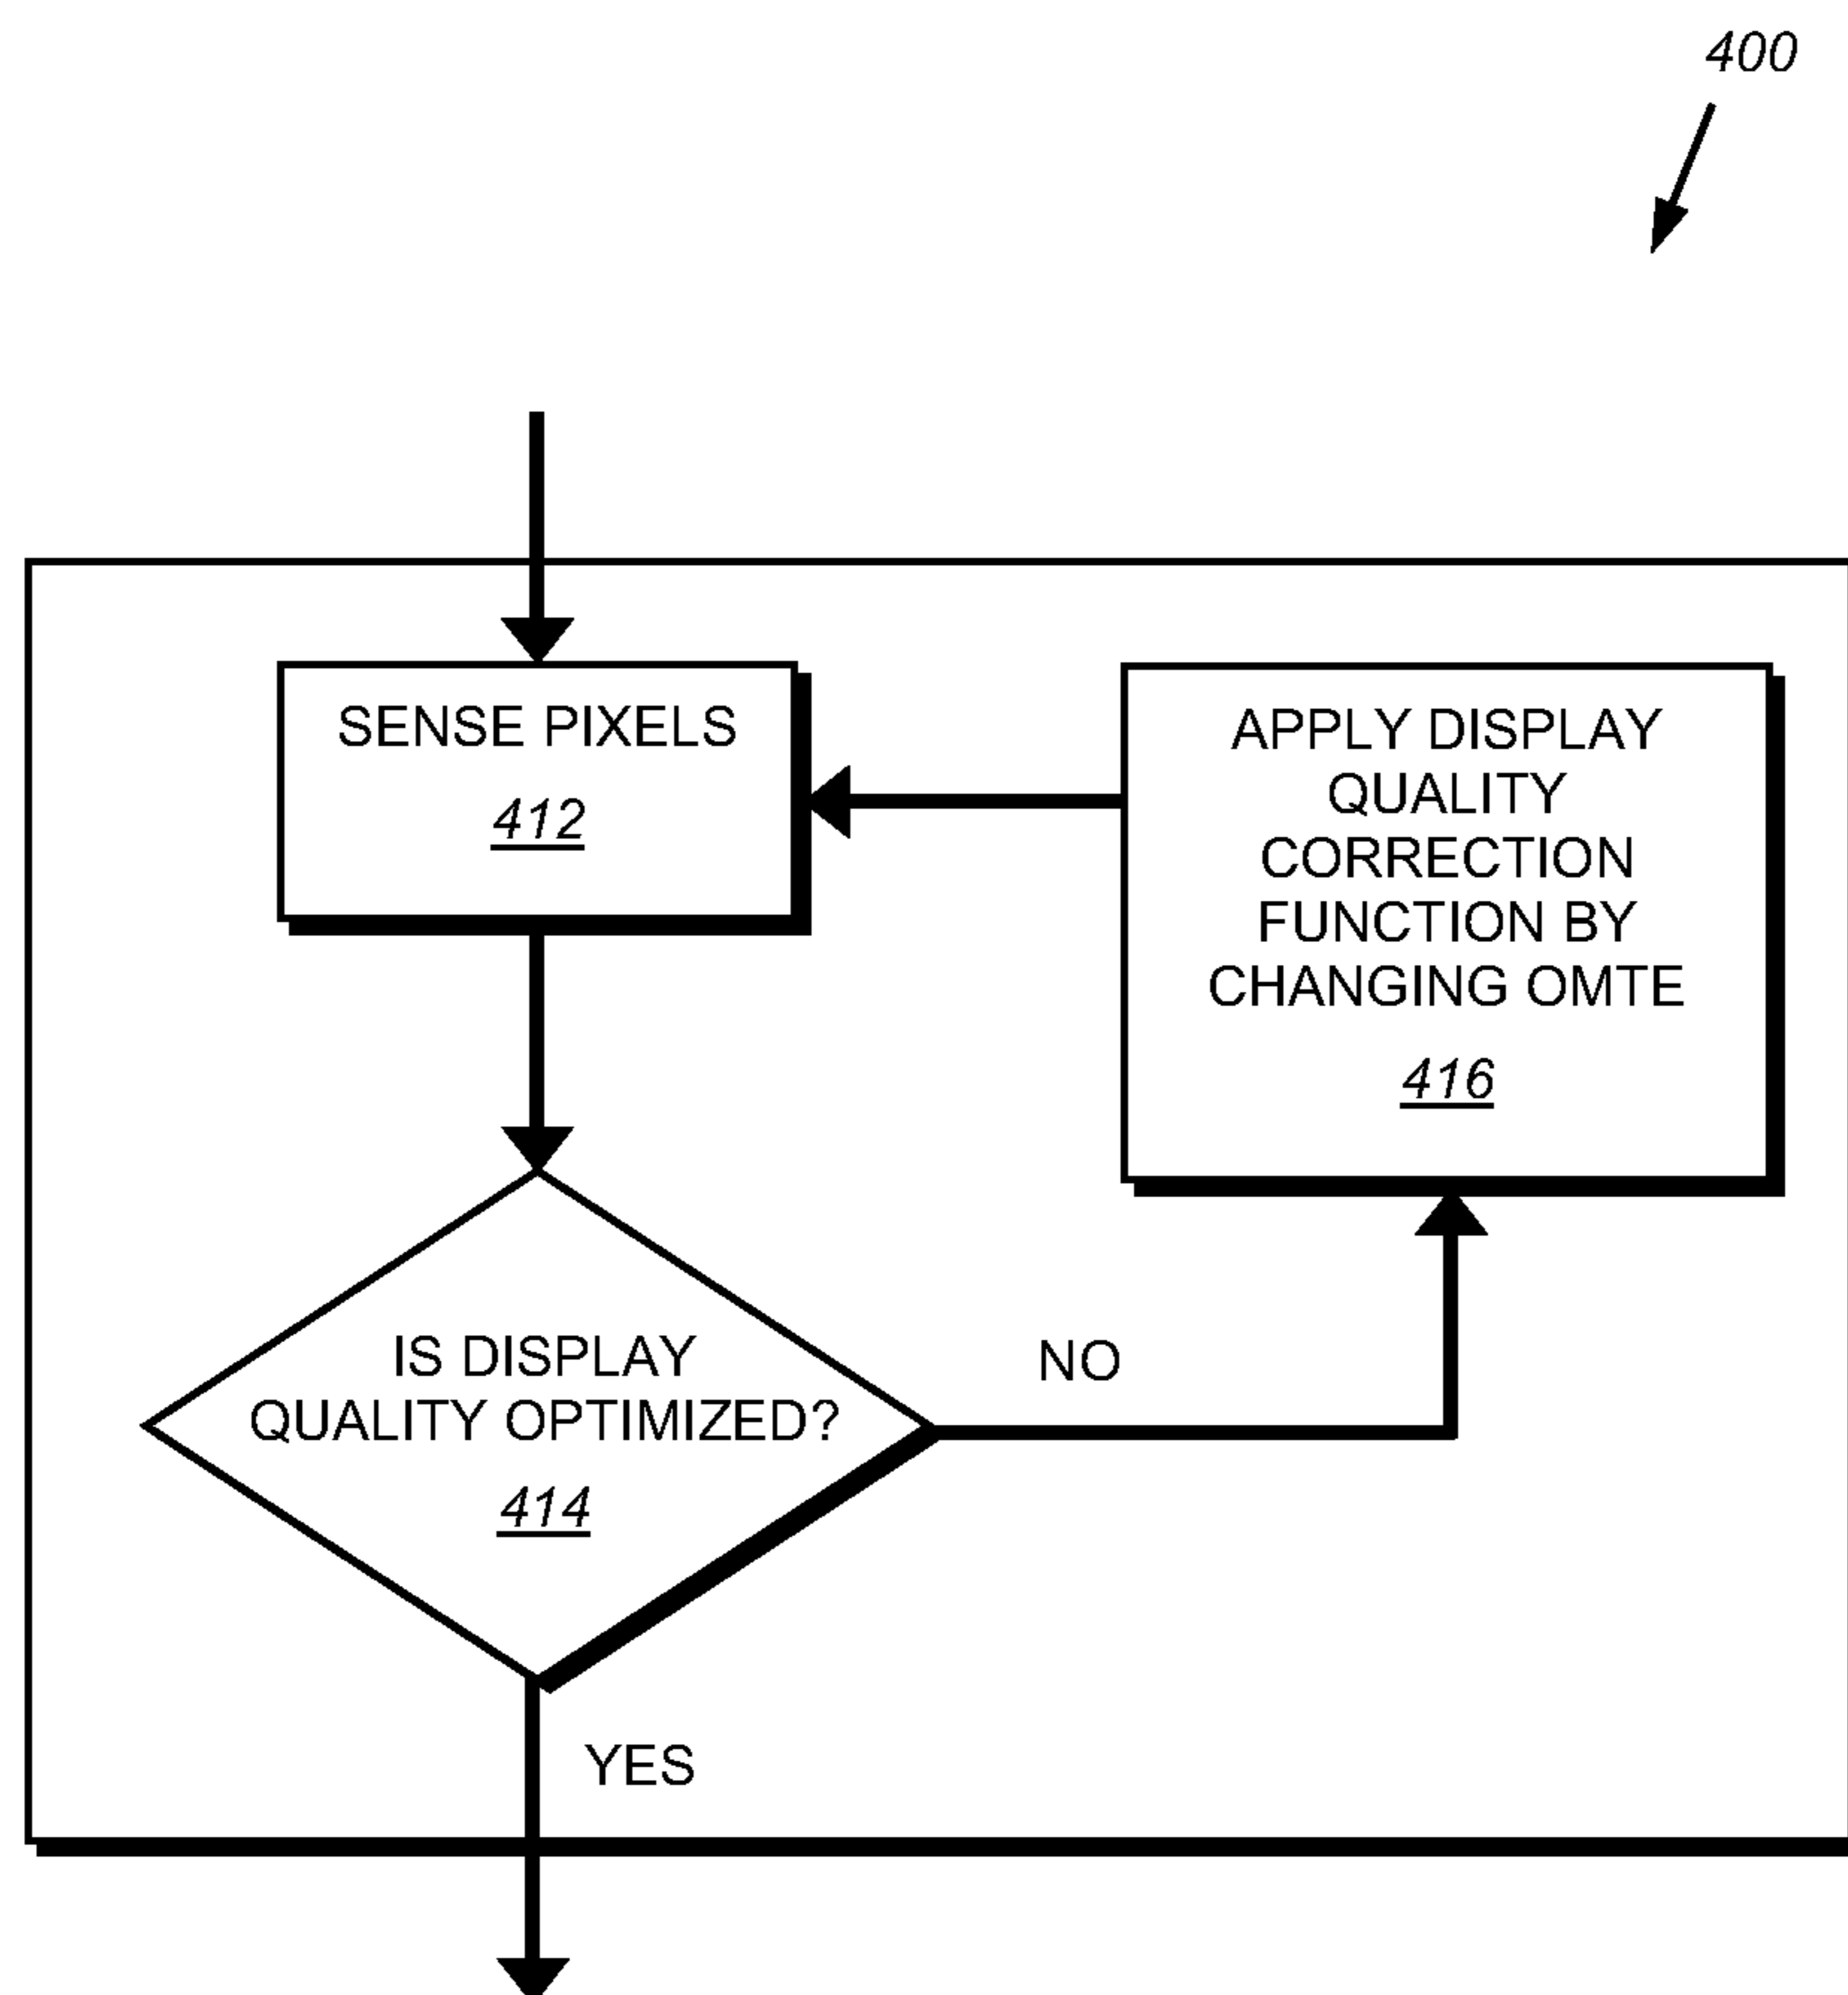 400
SENSE PIXELS
412
APPLY DISPLAY
QUALITY
CORRECTION
FUNCTION BY
CHANGING OMTE
416
IS DISPLAY
QUALITY OPTIMIZED?
414
NO
YES